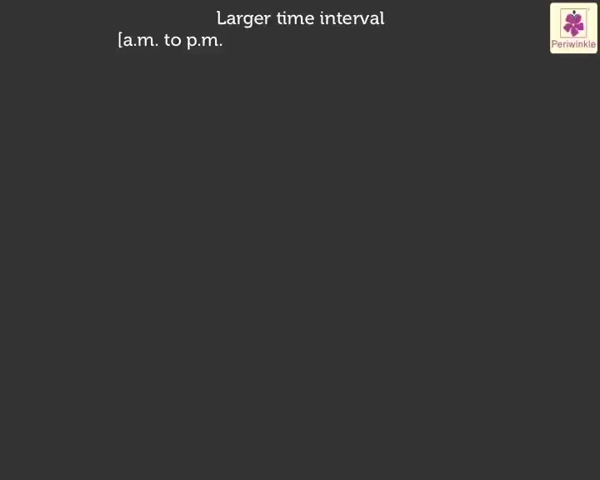 Larger time interval
[a.m. to p.m.
Periwinkle